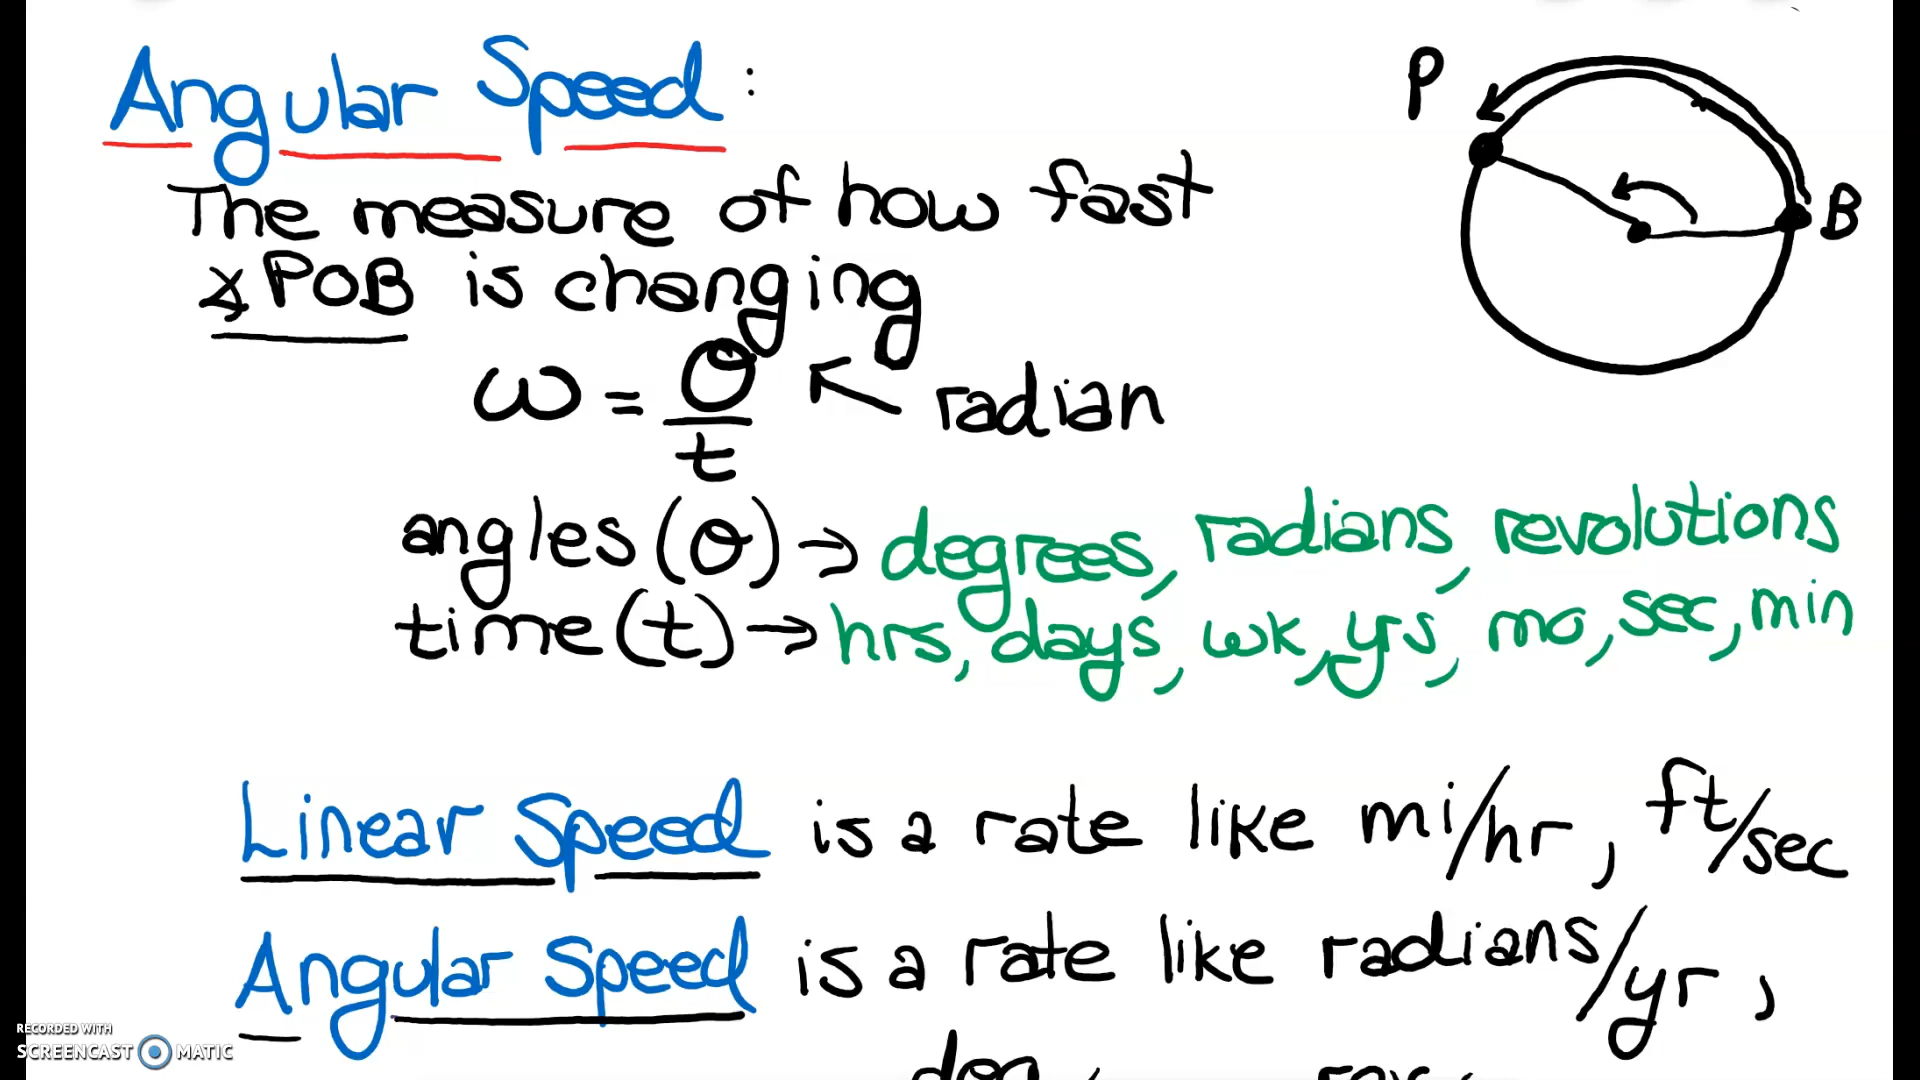 Angular Speed:
P
B
The measure of how fast
∡POB is changing
ω = θ/t ← radian
angles (θ) → degrees, radians, revolutions
time (t) → hrs, days, wk, yrs, mo, sec, min
Linear Speed is a rate like mi/hr, ft/sec
Angular Speed is a rate like radians/yr,
RECORDED WITH
SCREENCAST MATIC